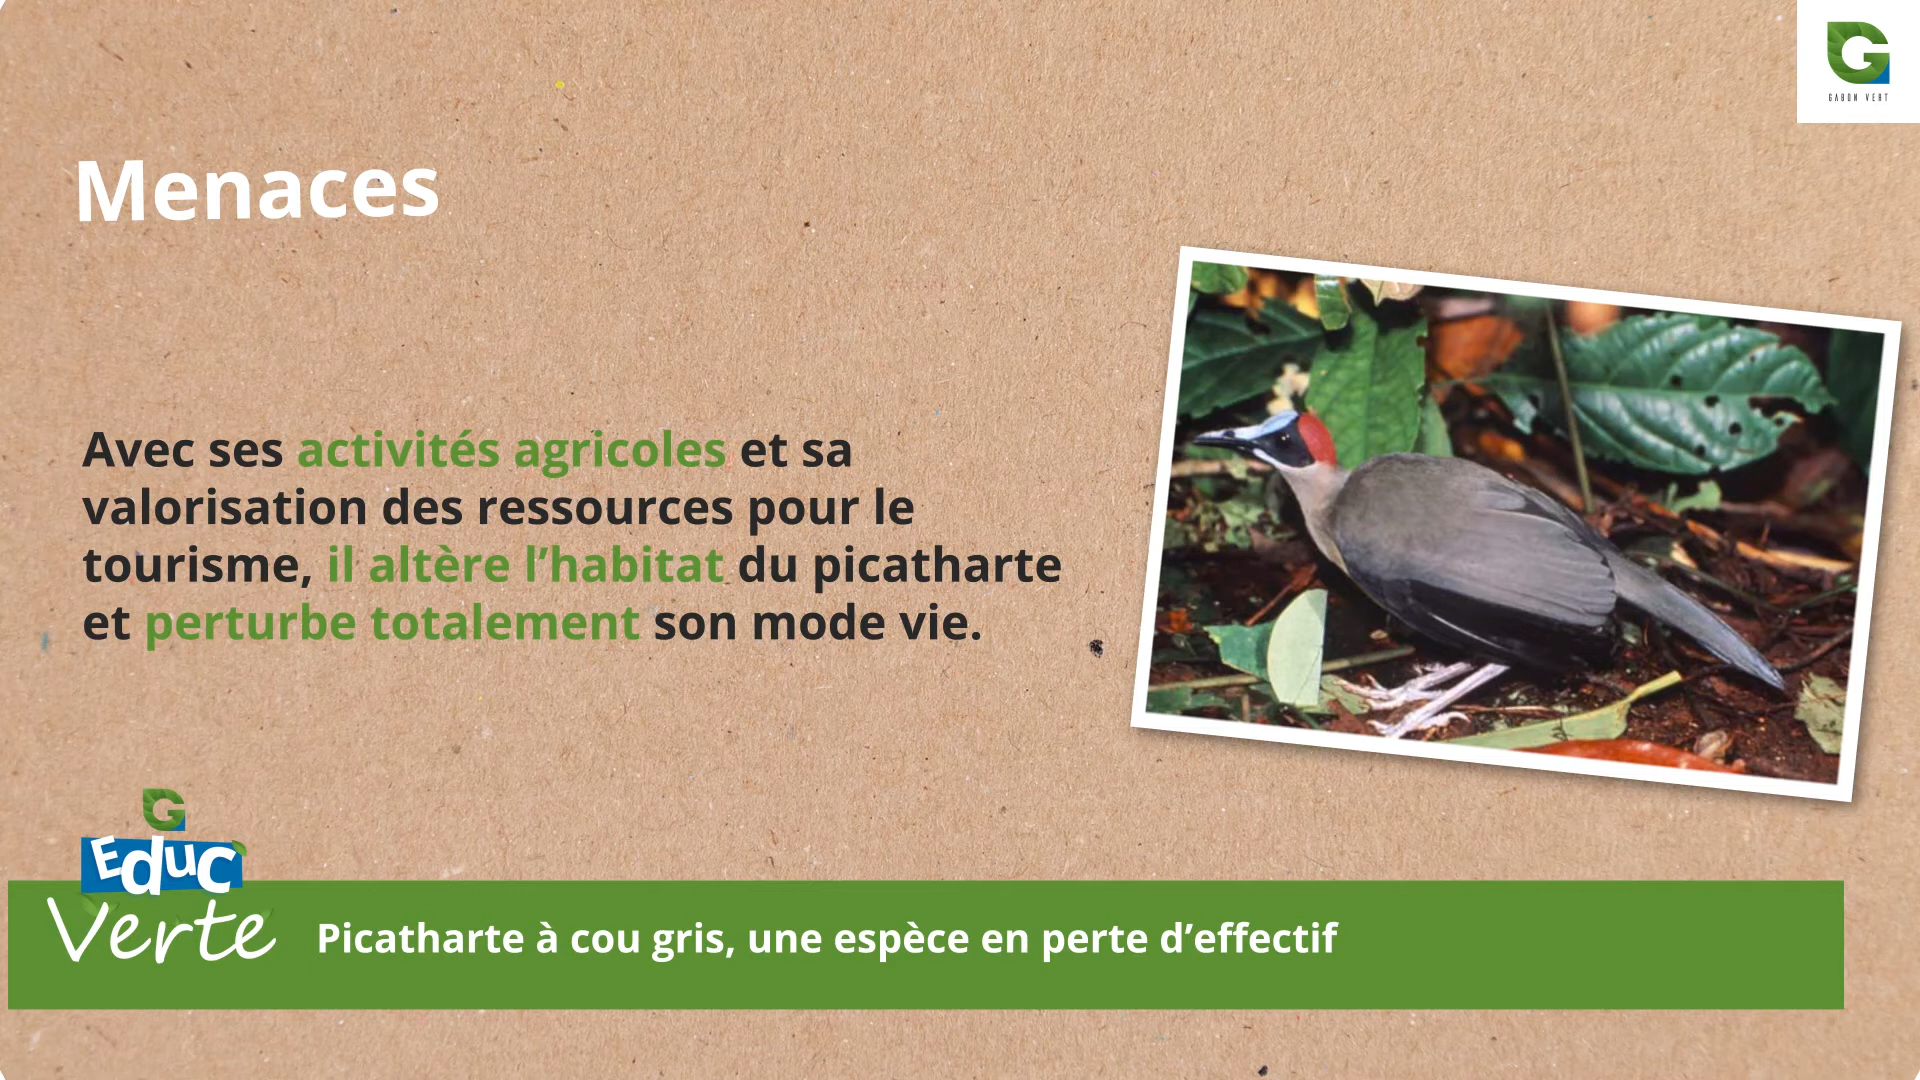 GABON VERT
Menaces
Avec ses activités agricoles et sa
valorisation des ressources pour le
tourisme, il altère l’habitat du picatharte
et perturbe totalement son mode vie.
Educ
Verte
Picatharte à cou gris, une espèce en perte d’effectif